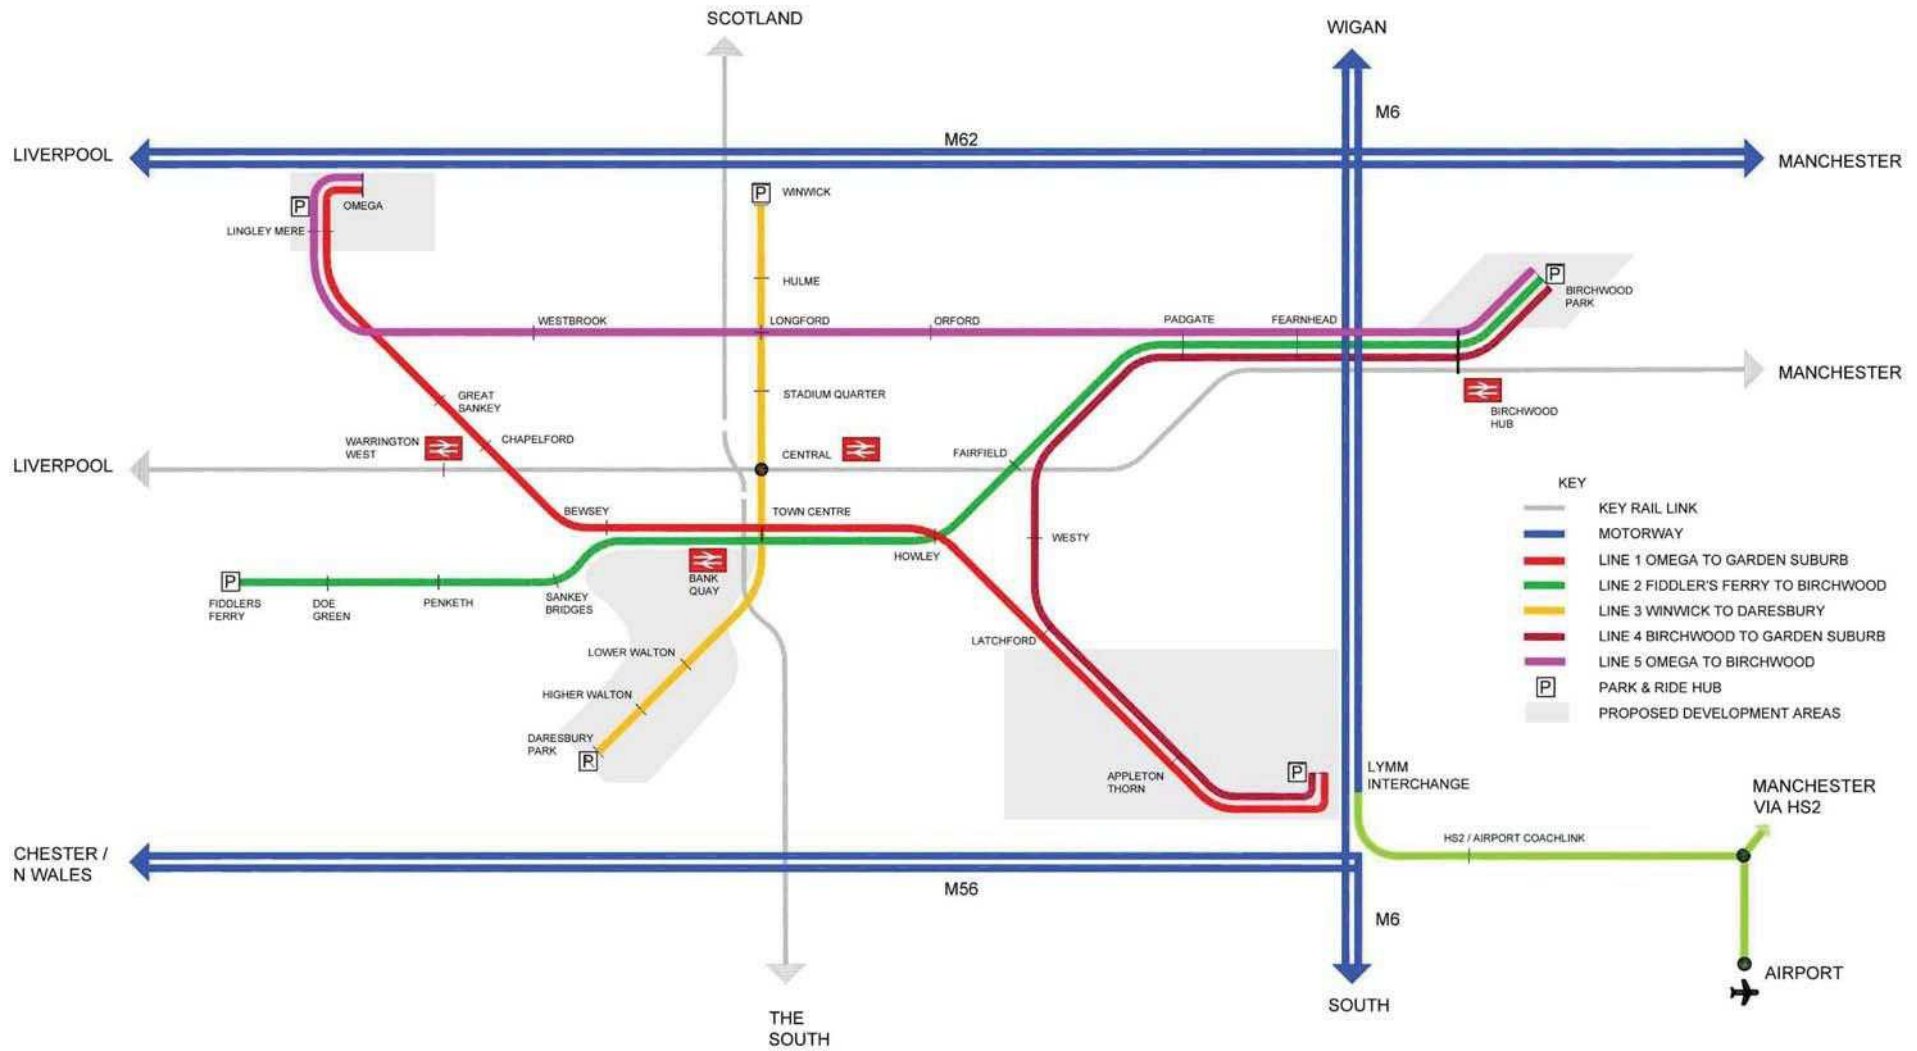 SCOTLAND
WIGAN
M6
M62
LIVERPOOL
MANCHESTER
P
WINWICK
P
OMEGA
LINGLEY MERE
HULME
P
BIRCHWOOD
PARK
WESTBROOK
LONGFORD
ORFORD
PADGATE
FEARNHEAD
MANCHESTER
GREAT
SANKEY
STADIUM QUARTER
BIRCHWOOD
HUB
CHAPELFORD
WARRINGTON
WEST
CENTRAL
FAIRFIELD
LIVERPOOL
BEWSEY
TOWN CENTRE
HOWLEY
WESTY
BANK
QUAY
P
FIDDLERS
FERRY
DOE
GREEN
PENKETH
SANKEY
BRIDGES
LATCHFORD
LOWER WALTON
HIGHER WALTON
DARESBURY
PARK
P
KEY
KEY RAIL LINK
MOTORWAY
LINE 1 OMEGA TO GARDEN SUBURB
LINE 2 FIDDLER'S FERRY TO BIRCHWOOD
LINE 3 WINWICK TO DARESBURY
LINE 4 BIRCHWOOD TO GARDEN SUBURB
LINE 5 OMEGA TO BIRCHWOOD
P PARK & RIDE HUB
PROPOSED DEVELOPMENT AREAS
APPLETON
THORN
P
LYMM
INTERCHANGE
MANCHESTER
VIA HS2
HS2 / AIRPORT COACHLINK
CHESTER /
N WALES
M56
M6
AIRPORT
THE
SOUTH
SOUTH